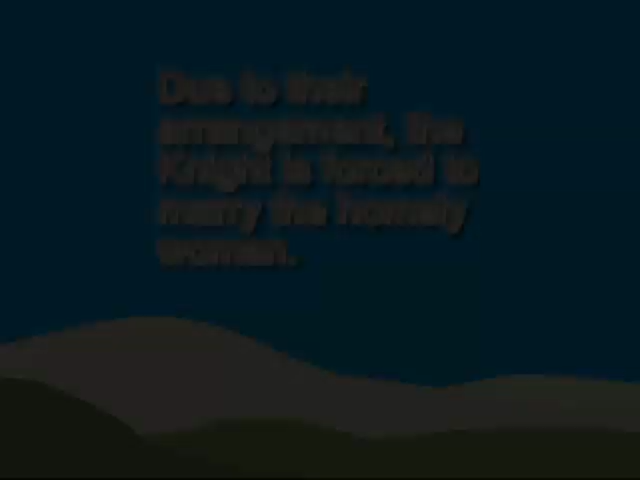 Due to their
arrangement, the
Knight is forced to
marry the homely
woman.